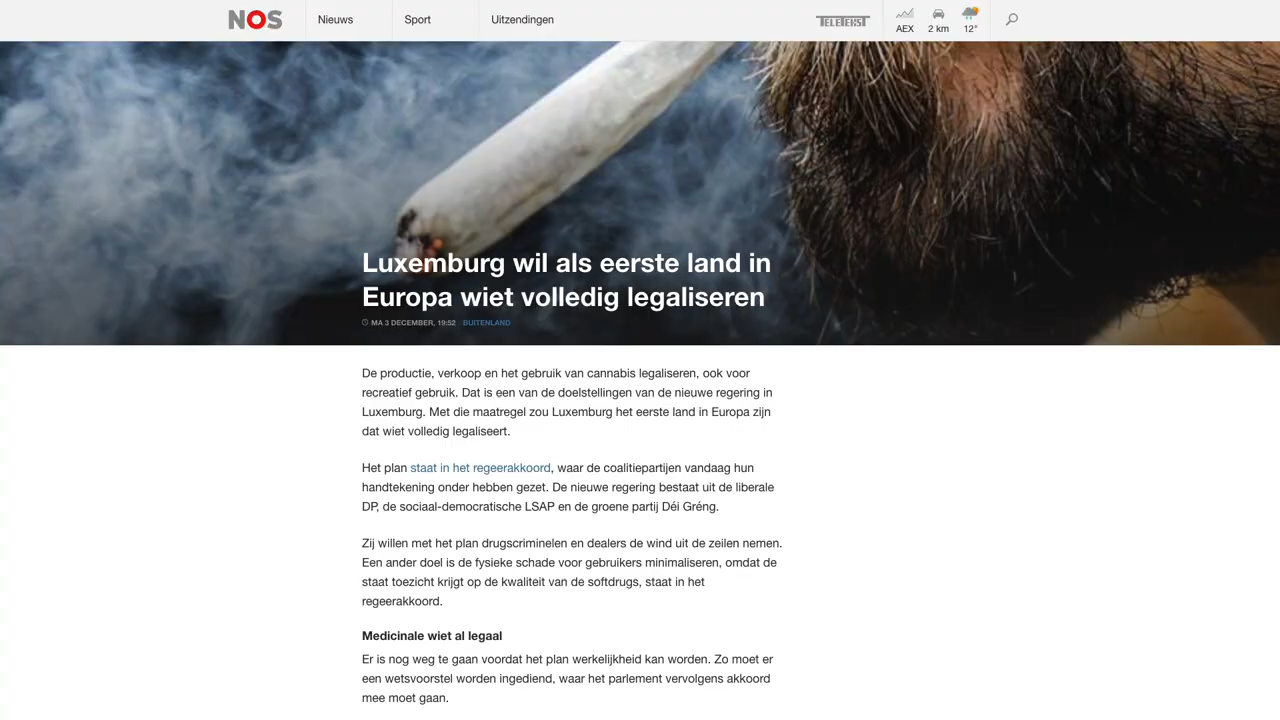 NOS
Nieuws
Sport
Uitzendingen
TELETEKST
AEX
2 km
12°
Luxemburg wil als eerste land in
Europa wiet volledig legaliseren
MA 3 DECEMBER, 19:52 BUITENLAND
De productie, verkoop en het gebruik van cannabis legaliseren, ook voor
recreatief gebruik. Dat is een van de doelstellingen van de nieuwe regering in
Luxemburg. Met die maatregel zou Luxemburg het eerste land in Europa zijn
dat wiet volledig legaliseert.
Het plan staat in het regeerakkoord, waar de coalitiepartijen vandaag hun
handtekening onder hebben gezet. De nieuwe regering bestaat uit de liberale
DP, de sociaal-democratische LSAP en de groene partij Déi Gréng.
Zij willen met het plan drugscriminelen en dealers de wind uit de zeilen nemen.
Een ander doel is de fysieke schade voor gebruikers minimaliseren, omdat de
staat toezicht krijgt op de kwaliteit van de softdrugs, staat in het
regeerakkoord.
Medicinale wiet al legaal
Er is nog weg te gaan voordat het plan werkelijkheid kan worden. Zo moet er
een wetsvoorstel worden ingediend, waar het parlement vervolgens akkoord
mee moet gaan.